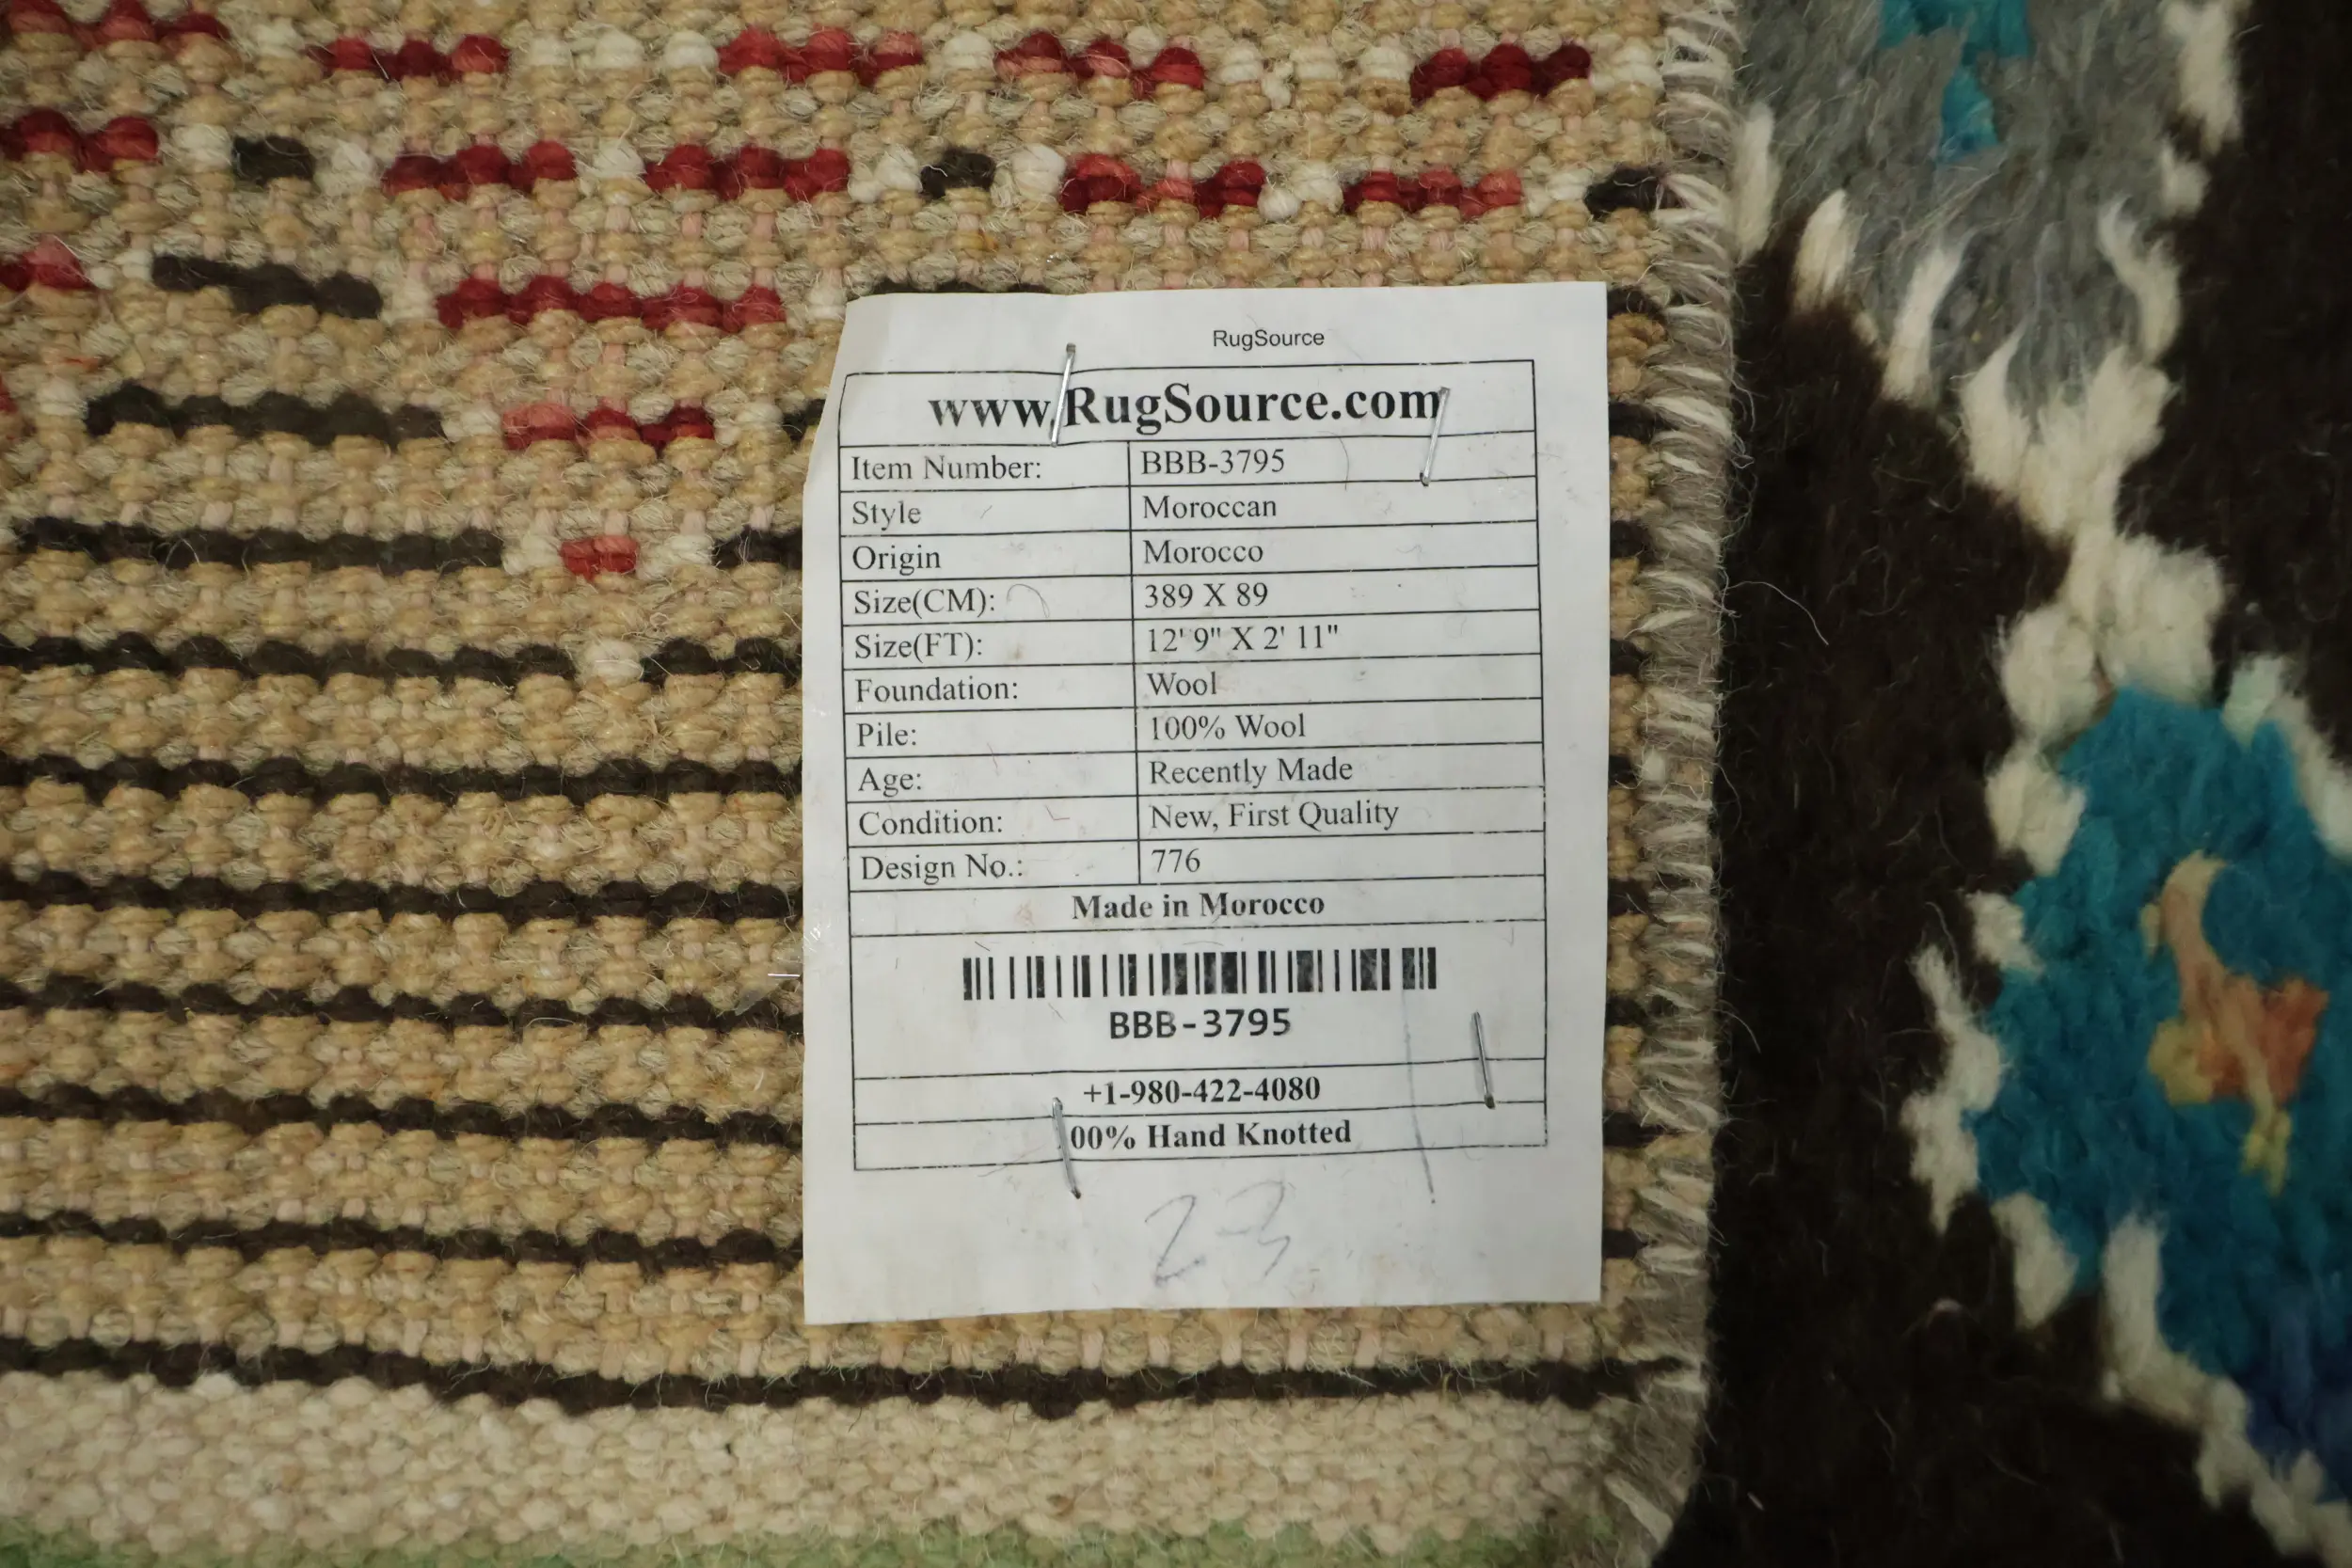 RugSource
www.RugSource.com
Item Number: BBB-3795
Style Moroccan
Origin Morocco
Size(CM): 389 X 89
Size(FT): 12' 9" X 2' 11"
Foundation: Wool
Pile: 100% Wool
Age: Recently Made
Condition: New, First Quality
Design No.: 776
Made in Morocco
BBB-3795
+1-980-422-4080
00% Hand Knotted
23